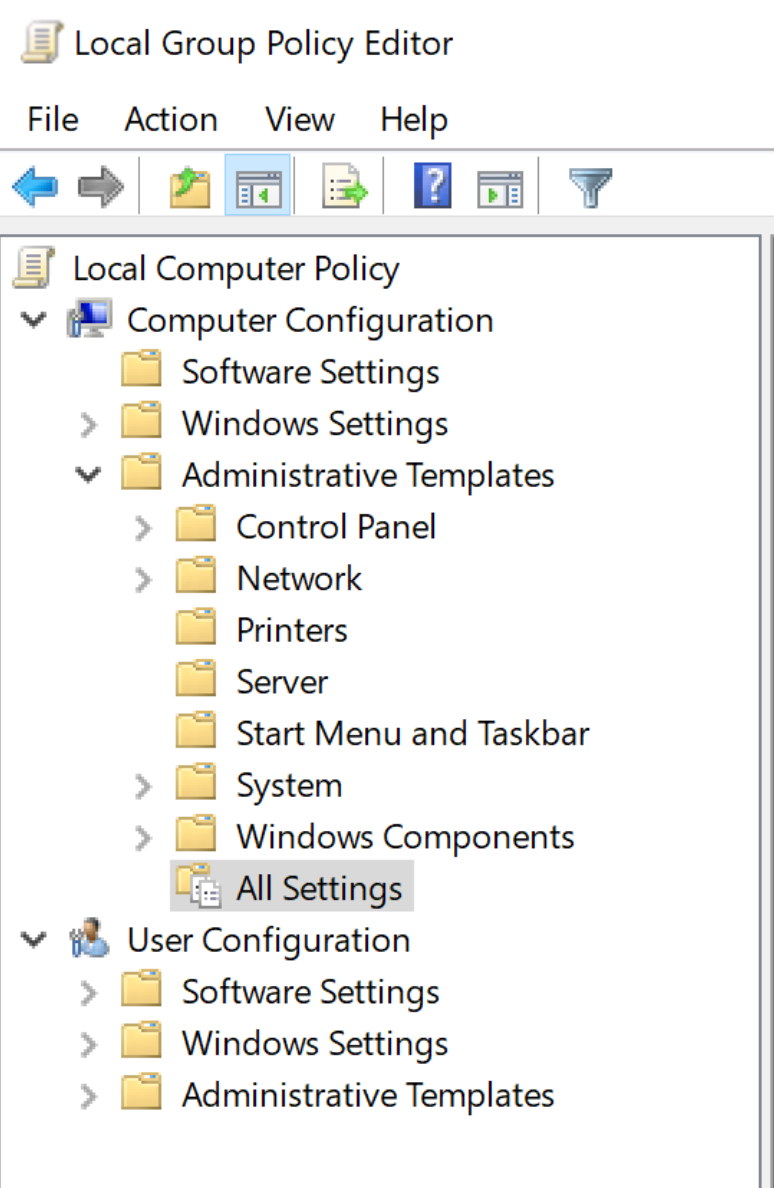 Local Group Policy Editor
File Action View Help
Local Computer Policy
Computer Configuration
Software Settings
Windows Settings
Administrative Templates
Control Panel
Network
Printers
Server
Start Menu and Taskbar
System
Windows Components
All Settings
User Configuration
Software Settings
Windows Settings
Administrative Templates